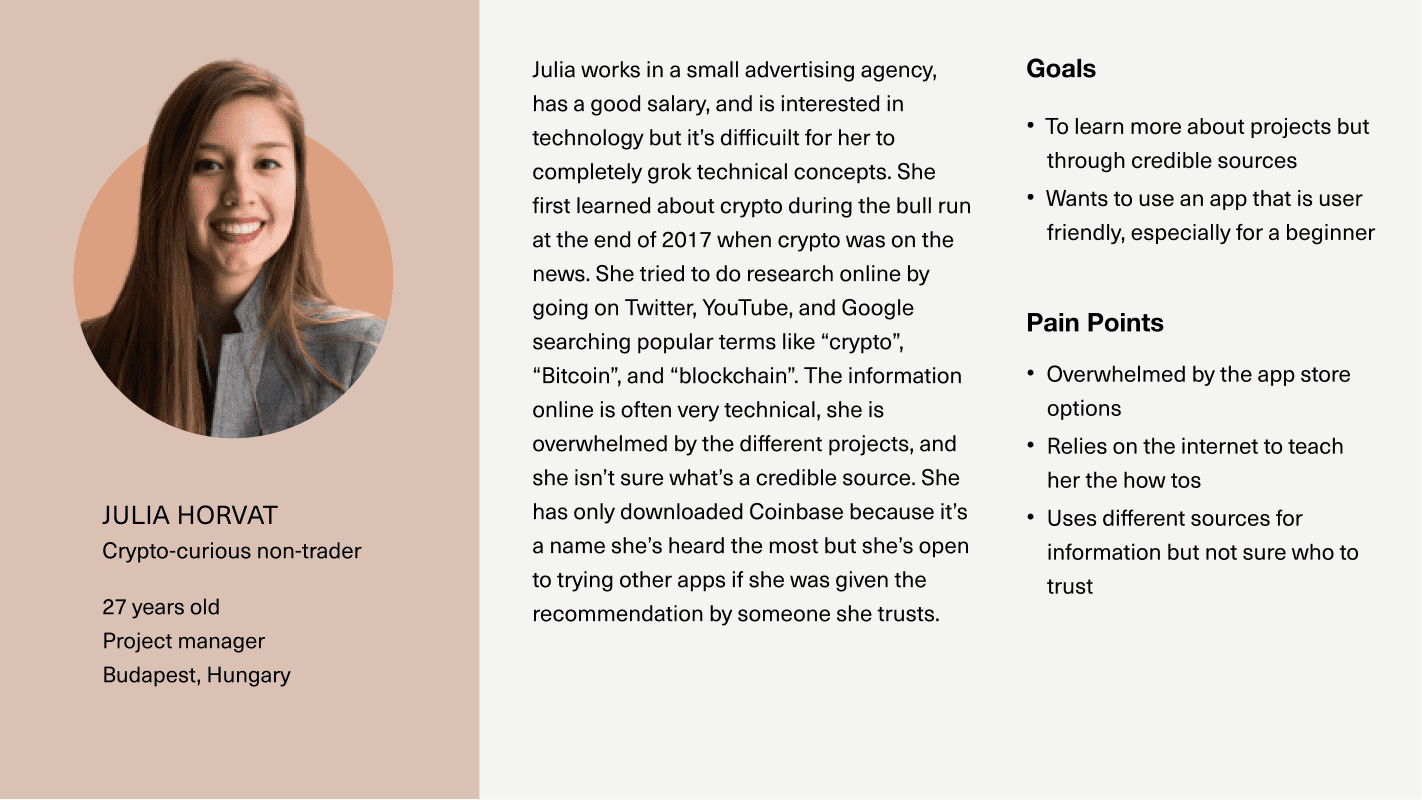 JULIA HORVAT
Crypto-curious non-trader
27 years old
Project manager
Budapest, Hungary
Julia works in a small advertising agency,
has a good salary, and is interested in
technology but it’s difficuilt for her to
completely grok technical concepts. She
first learned about crypto during the bull run
at the end of 2017 when crypto was on the
news. She tried to do research online by
going on Twitter, YouTube, and Google
searching popular terms like “crypto”,
“Bitcoin”, and “blockchain”. The information
online is often very technical, she is
overwhelmed by the different projects, and
she isn’t sure what’s a credible source. She
has only downloaded Coinbase because it’s
a name she’s heard the most but she’s open
to trying other apps if she was given the
recommendation by someone she trusts.
Goals
• To learn more about projects but
through credible sources
• Wants to use an app that is user
friendly, especially for a beginner
Pain Points
• Overwhelmed by the app store
options
• Relies on the internet to teach
her the how tos
• Uses different sources for
information but not sure who to
trust